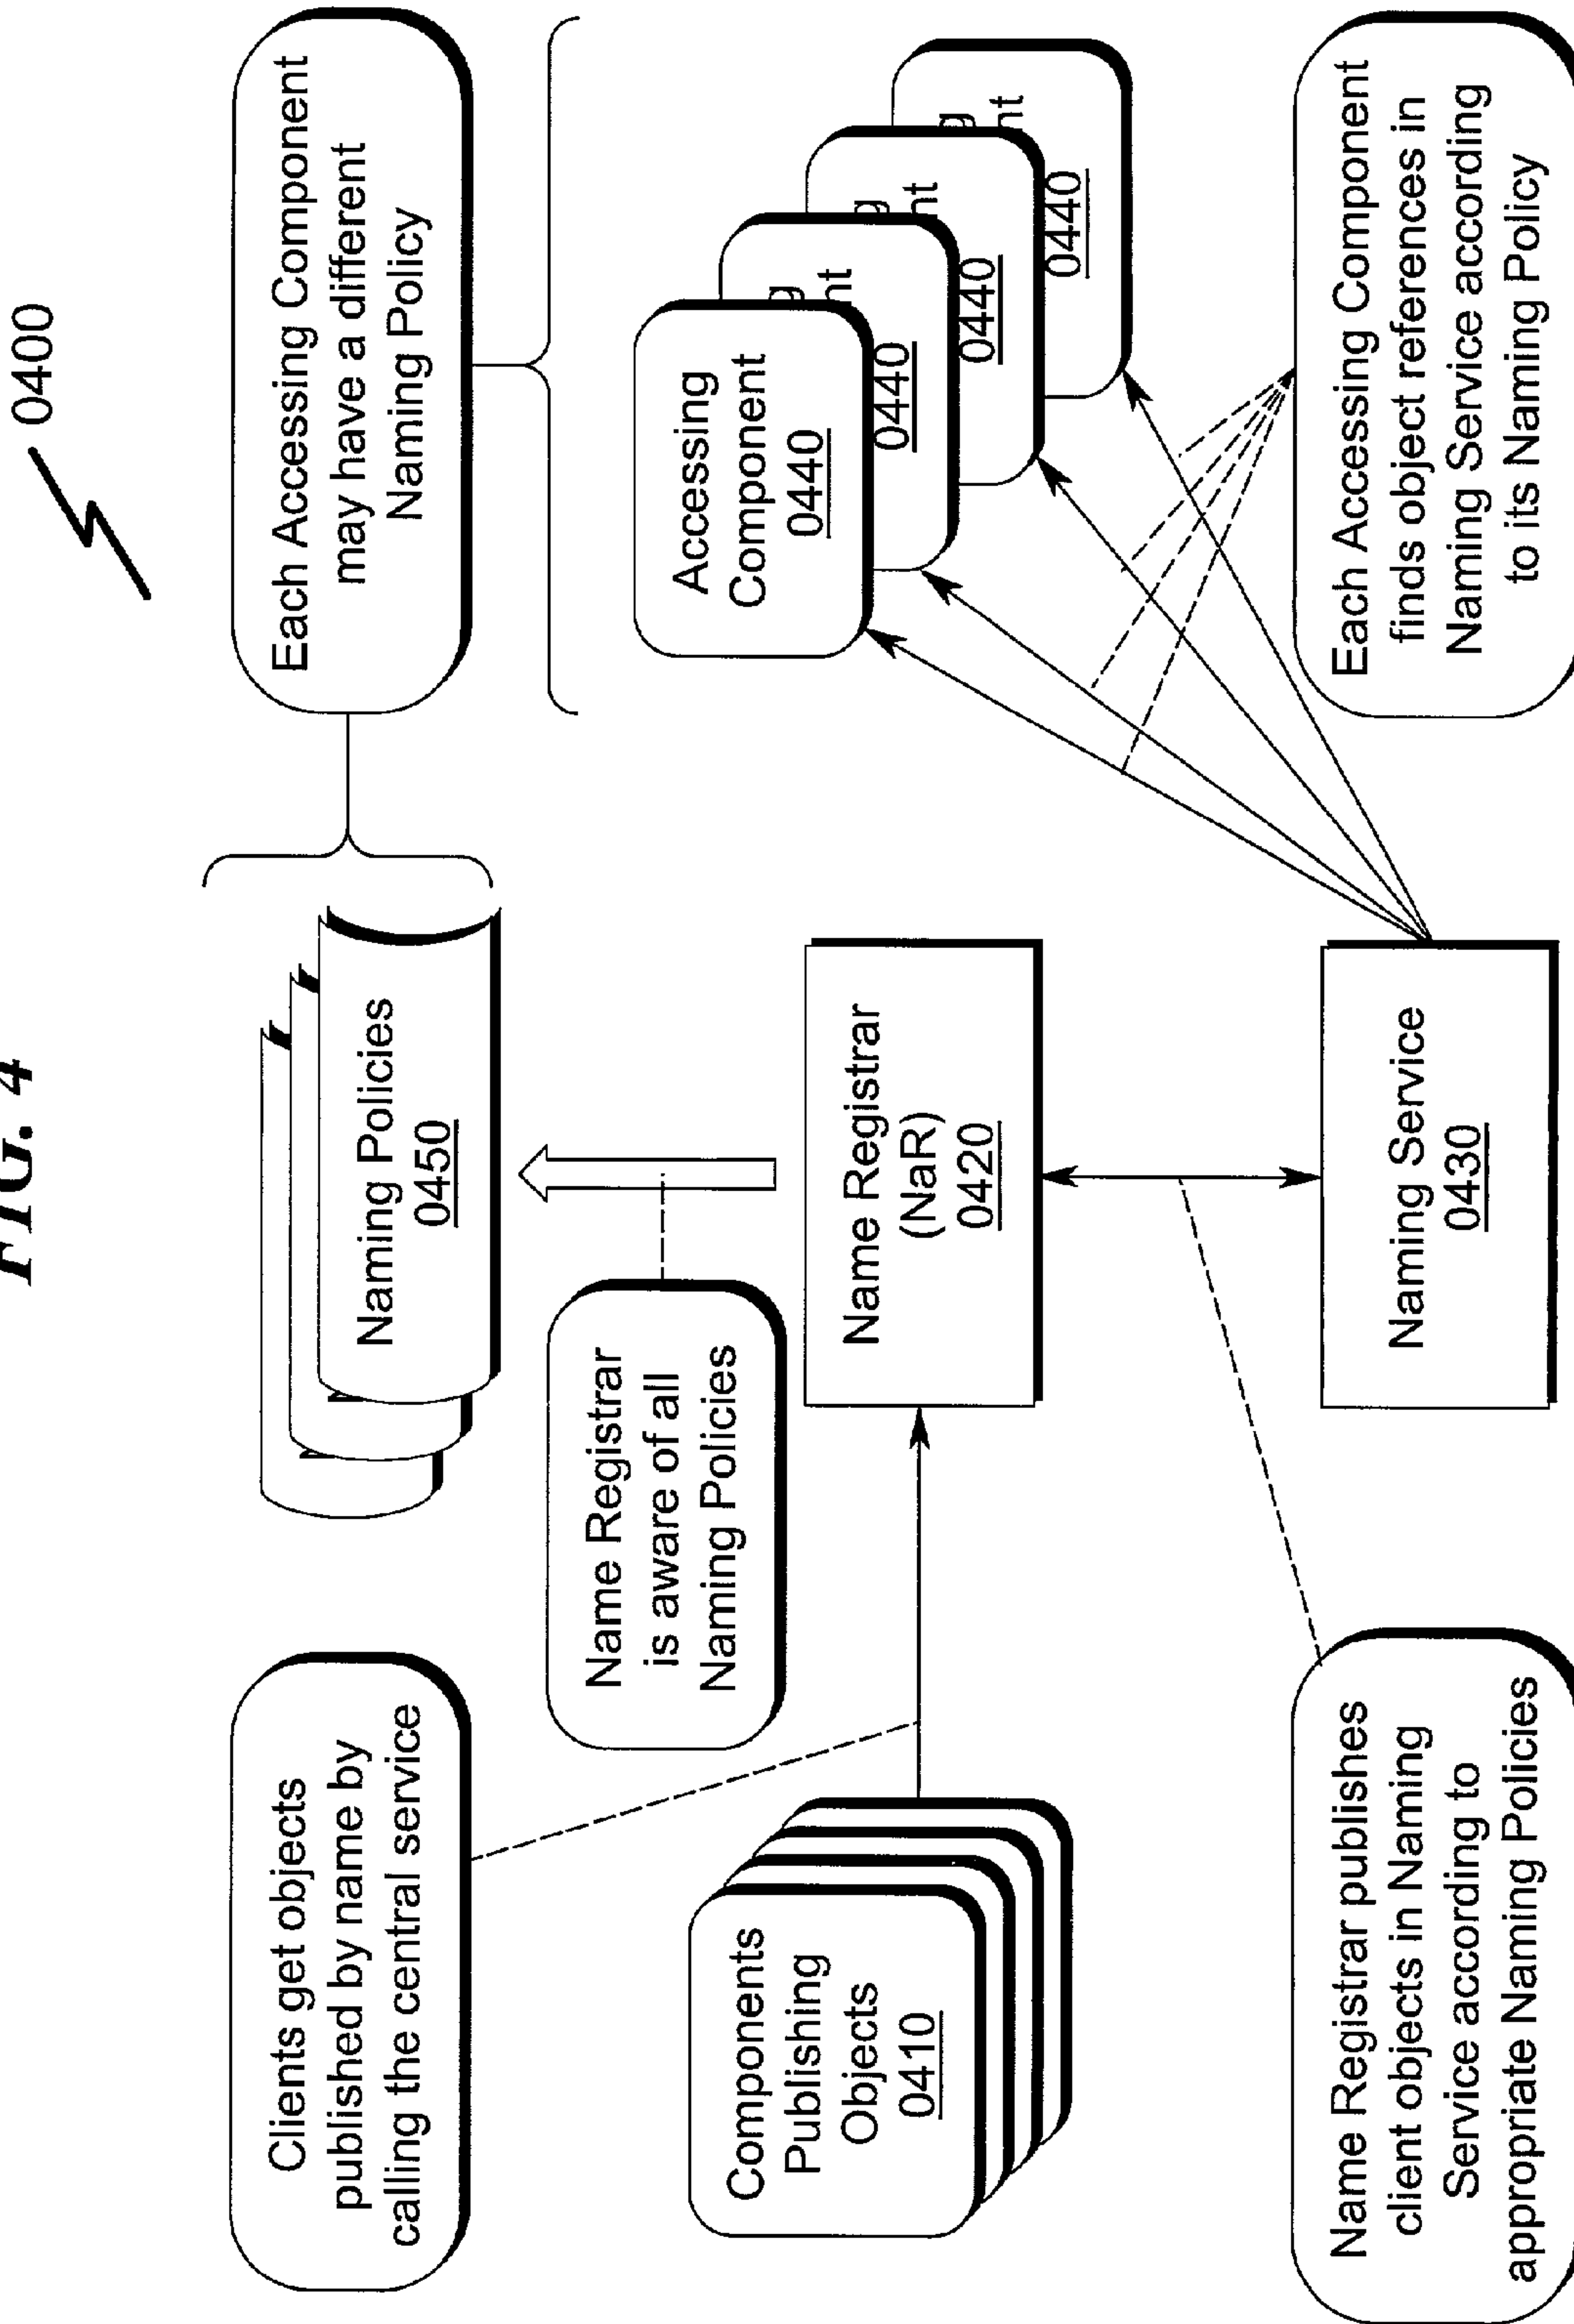 FIG. 4
0400
Clients get objects
published by name by
calling the central service
Naming Policies
0450
Each Accessing Component
may have a different
Naming Policy
Name Registrar
is aware of all
Naming Policies
Components
Publishing
Objects
0410
Name Registrar
(NaR)
0420
Accessing
Component
0440
0440
0440
0440
Name Registrar publishes
client objects in Naming
Service according to
appropriate Naming Policies
Naming Service
0430
Each Accessing Component
finds object references in
Naming Service according
to its Naming Policy